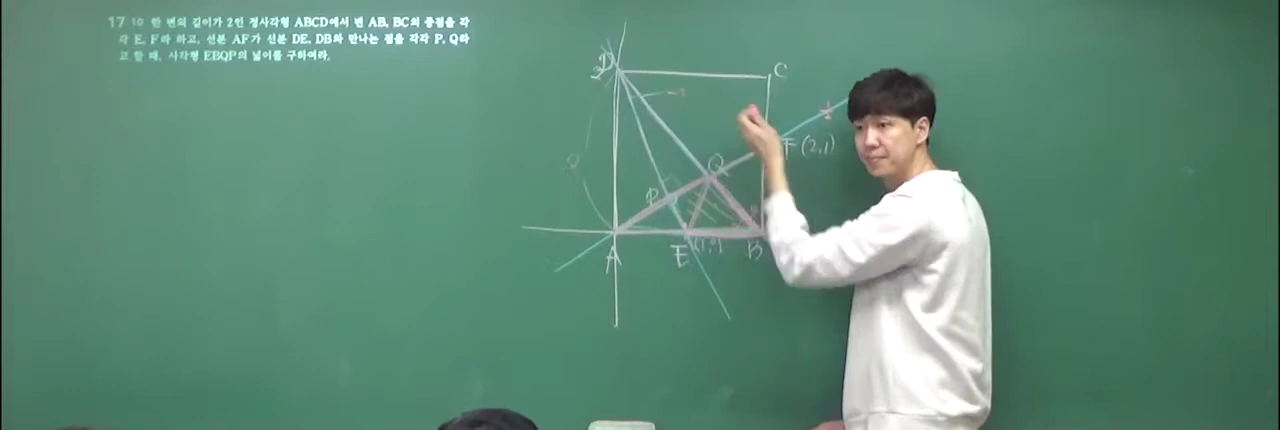 17 10 한 변의 길이가 2인 정사각형 ABCD에서 변 AB, BC의 중점을 각
각 E, F라 하고, 선분 AF가 선분 DE, DB와 만나는 점을 각각 P, Q라
고 할 때, 사각형 EBQP의 넓이를 구하여라.
D
C
2
Q
F (2,1)
P
A
E
(1,0)
B